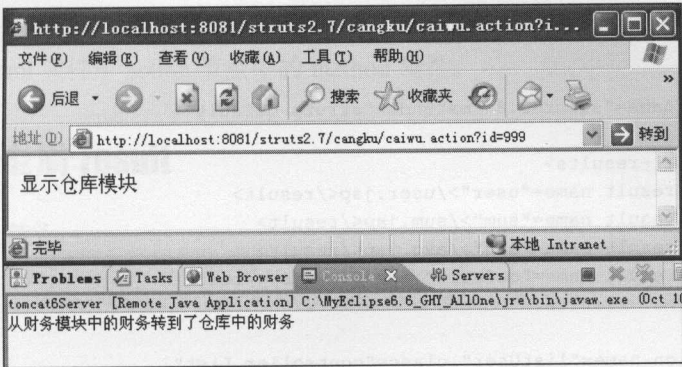 http://localhost:8081/struts2.7/cangku/caiwu.action?i...
文件(F) 编辑(E) 查看(V) 收藏(A) 工具(T) 帮助(H)
后退 搜索 收藏夹
地址(D) http://localhost:8081/struts2.7/cangku/caiwu.action?id=999 转到
显示仓库模块
完毕 本地 Intranet
Problems Tasks Web Browser Console Servers
tomcat6Server [Remote Java Application] C:\MyEclipse6.6_GHY_AllOne\jre\bin\javaw.exe (Oct 10
从财务模块中的财务转到了仓库中的财务